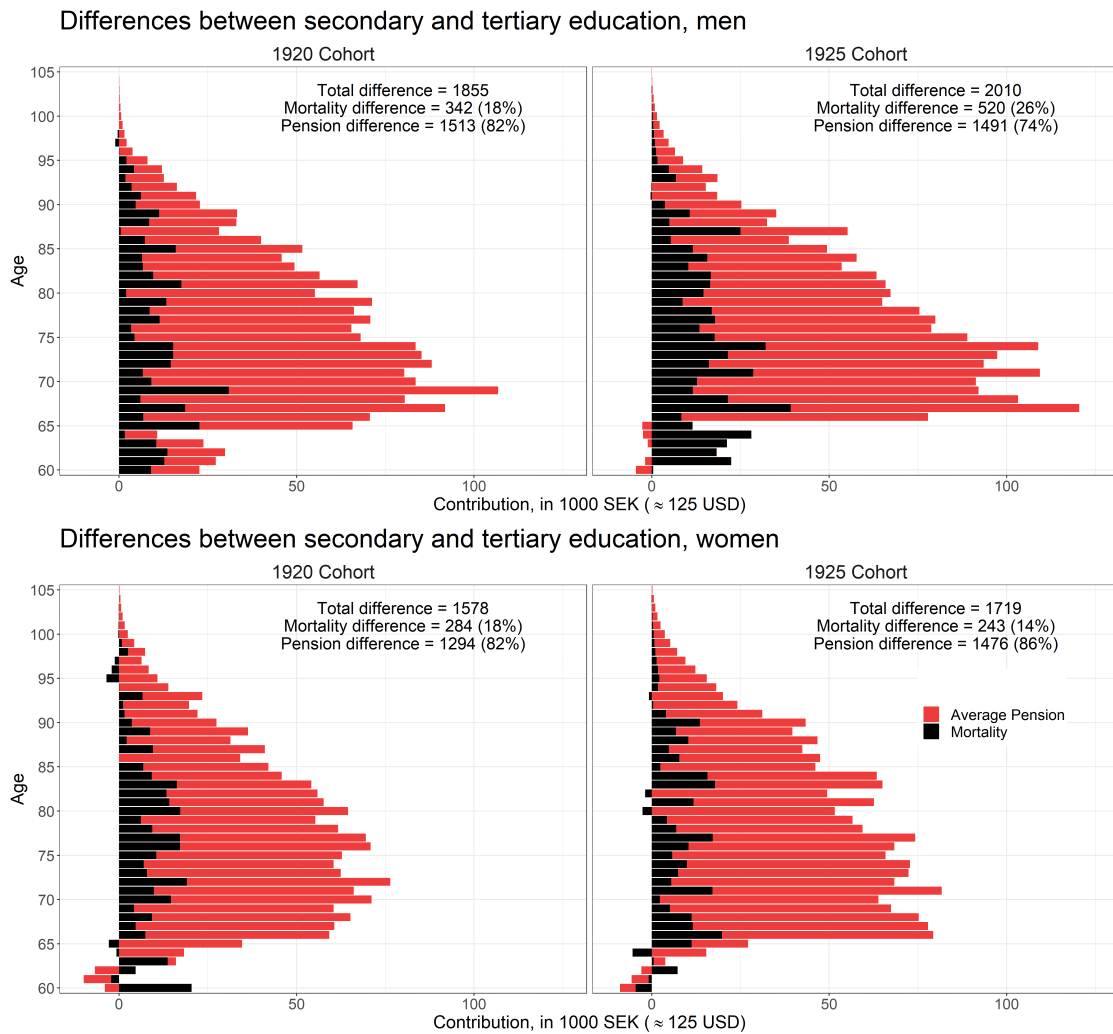 Differences between secondary and tertiary education, men
1920 Cohort
1925 Cohort
Total difference = 1855
Mortality difference = 342 (18%)
Pension difference = 1513 (82%)
Total difference = 2010
Mortality difference = 520 (26%)
Pension difference = 1491 (74%)
Age
105
100
95
90
85
80
75
70
65
60
0
50
100
0
50
100
Contribution, in 1000 SEK ( ≈ 125 USD)
Differences between secondary and tertiary education, women
1920 Cohort
1925 Cohort
Total difference = 1578
Mortality difference = 284 (18%)
Pension difference = 1294 (82%)
Total difference = 1719
Mortality difference = 243 (14%)
Pension difference = 1476 (86%)
Average Pension
Mortality
Age
105
100
95
90
85
80
75
70
65
60
0
50
100
0
50
100
Contribution, in 1000 SEK ( ≈ 125 USD)